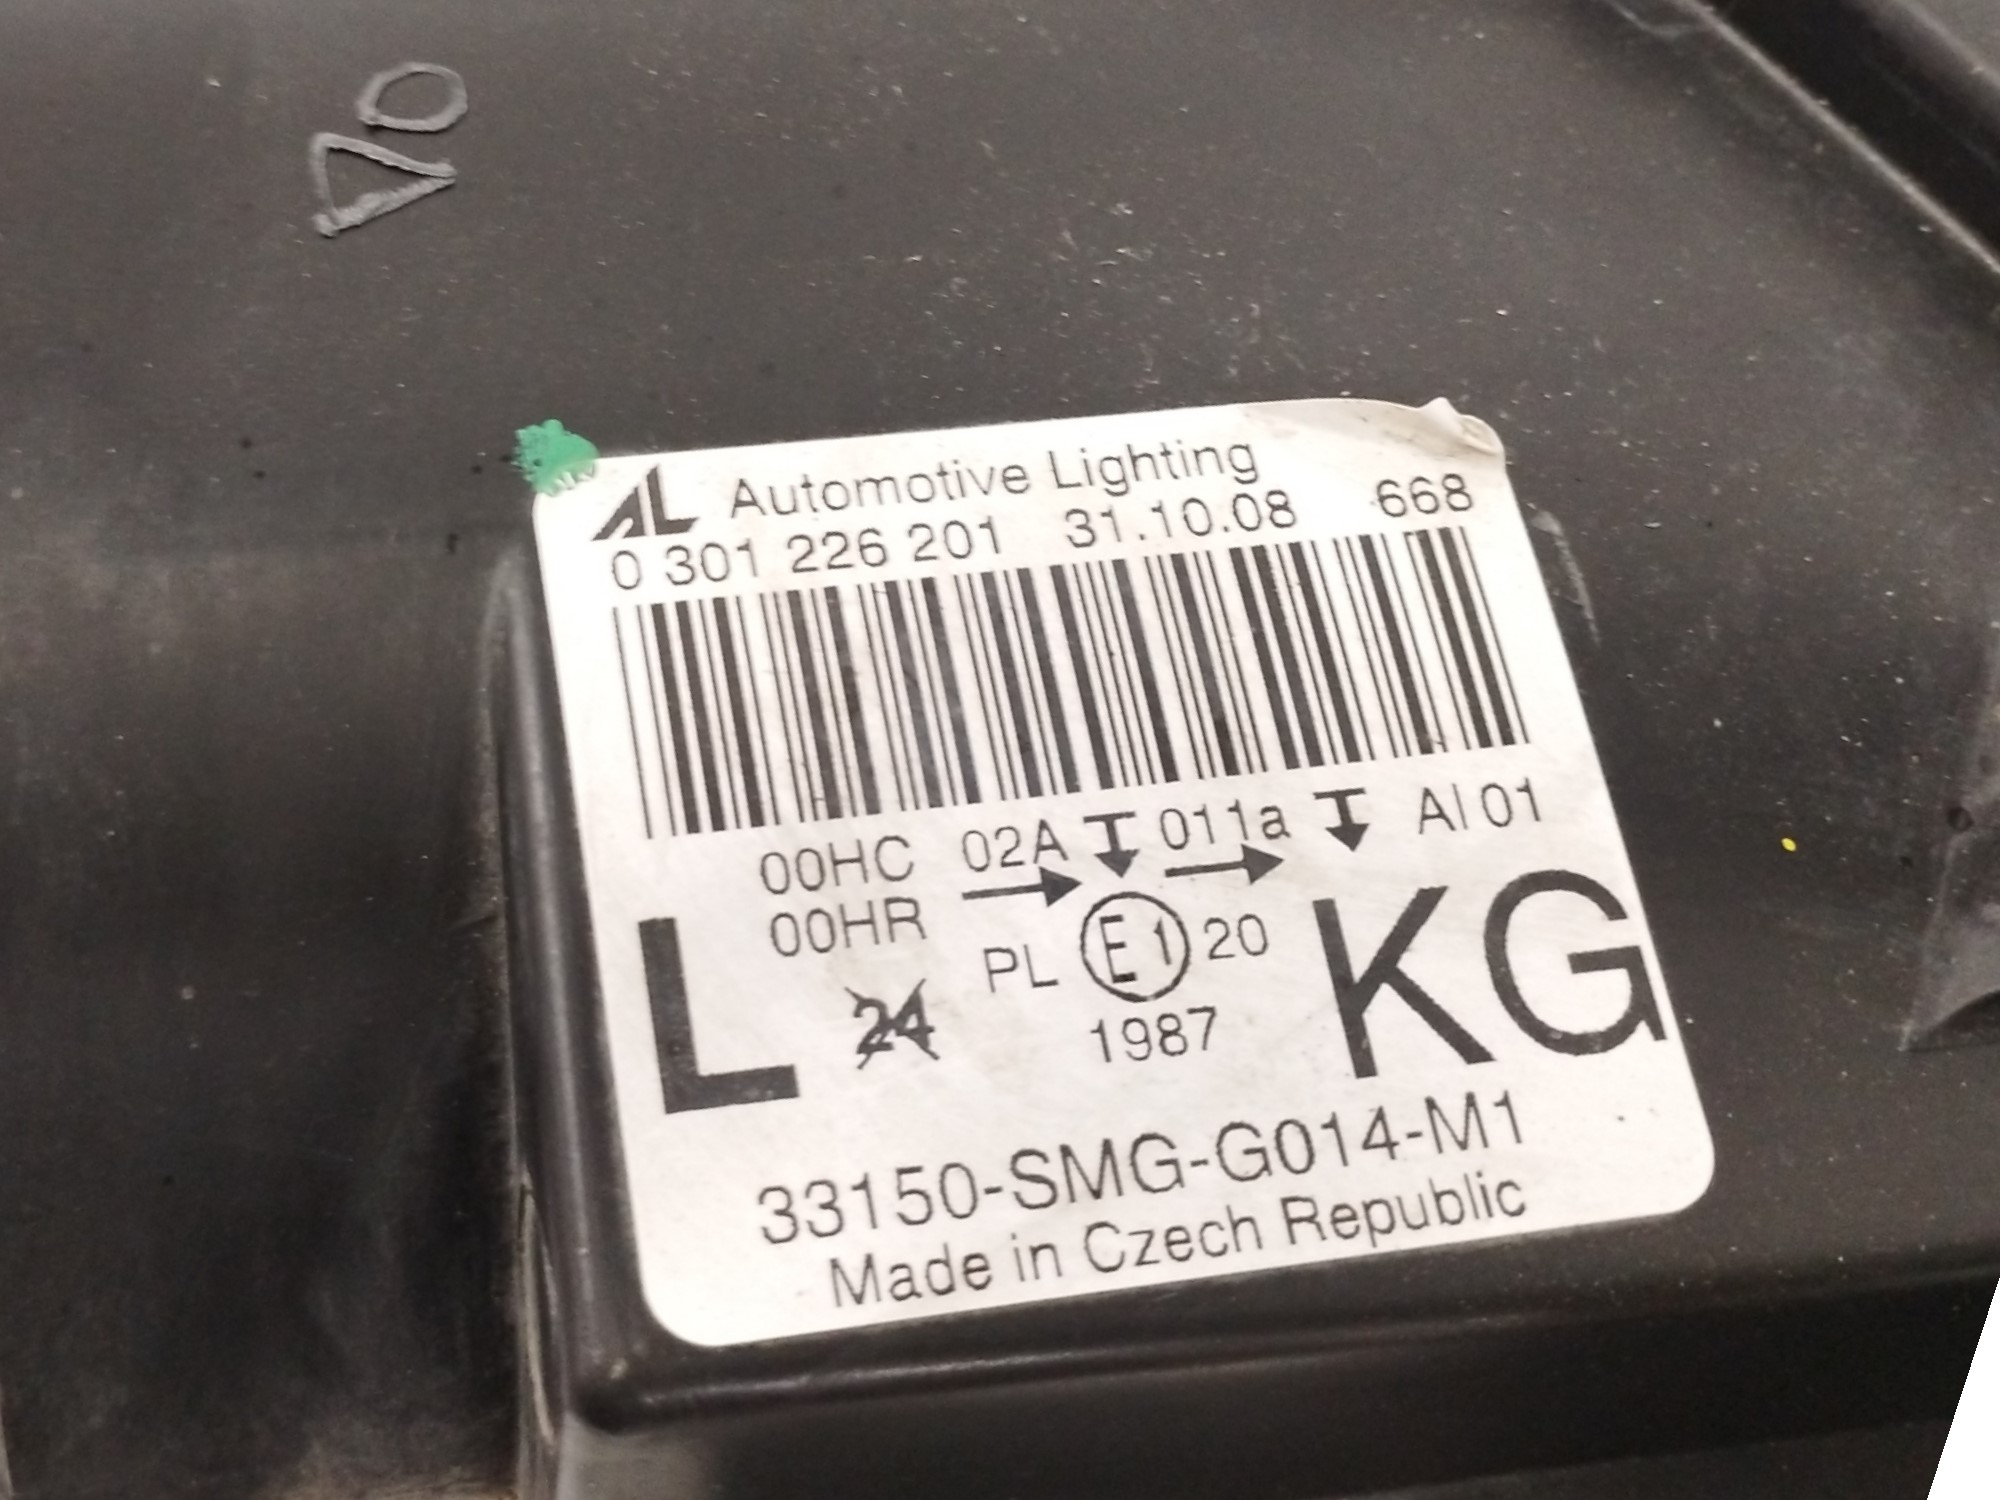 AL Automotive Lighting
0 301 226 201 31.10.08 668
00HC 02A 011a AI 01
00HR
PL E1 20
L 24 KG
1987
33150-SMG-G014-M1
Made in Czech Republic